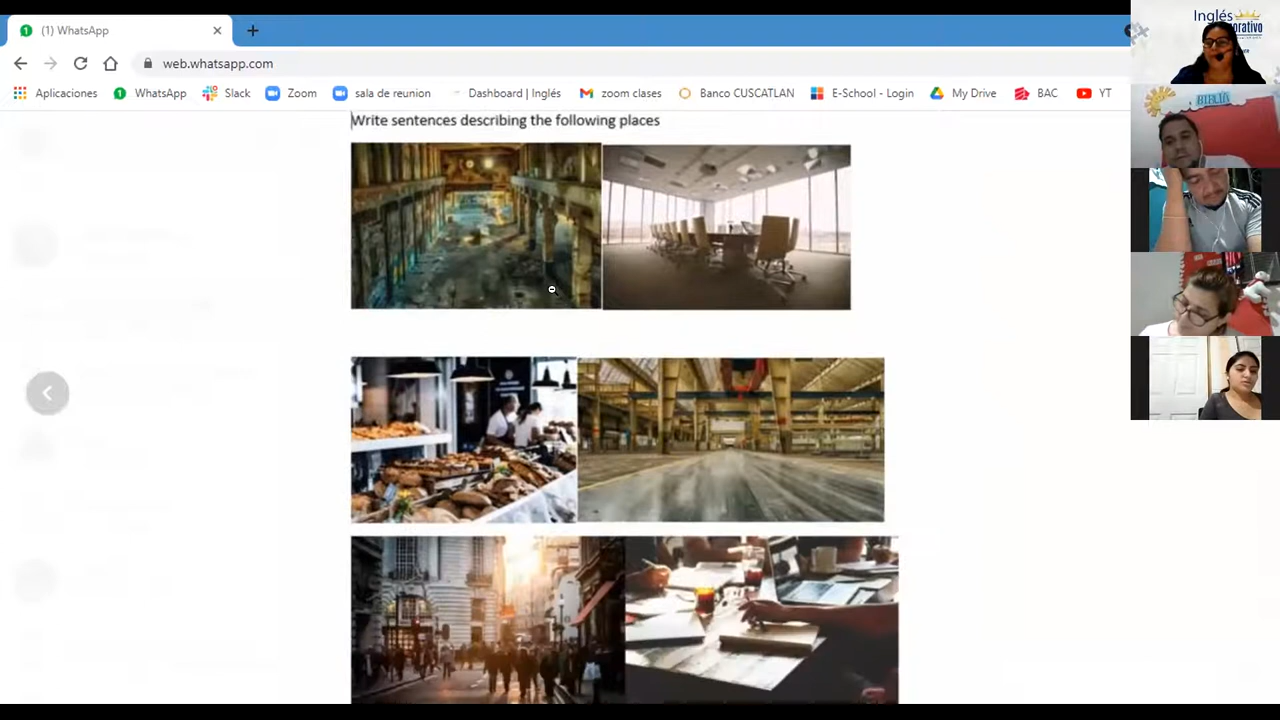 (1) WhatsApp
web.whatsapp.com
Aplicaciones WhatsApp Slack Zoom sala de reunion Dashboard | Inglés zoom clases Banco CUSCATLAN E-School - Login My Drive BAC YT
Write sentences describing the following places
Inglés
BIBLIA